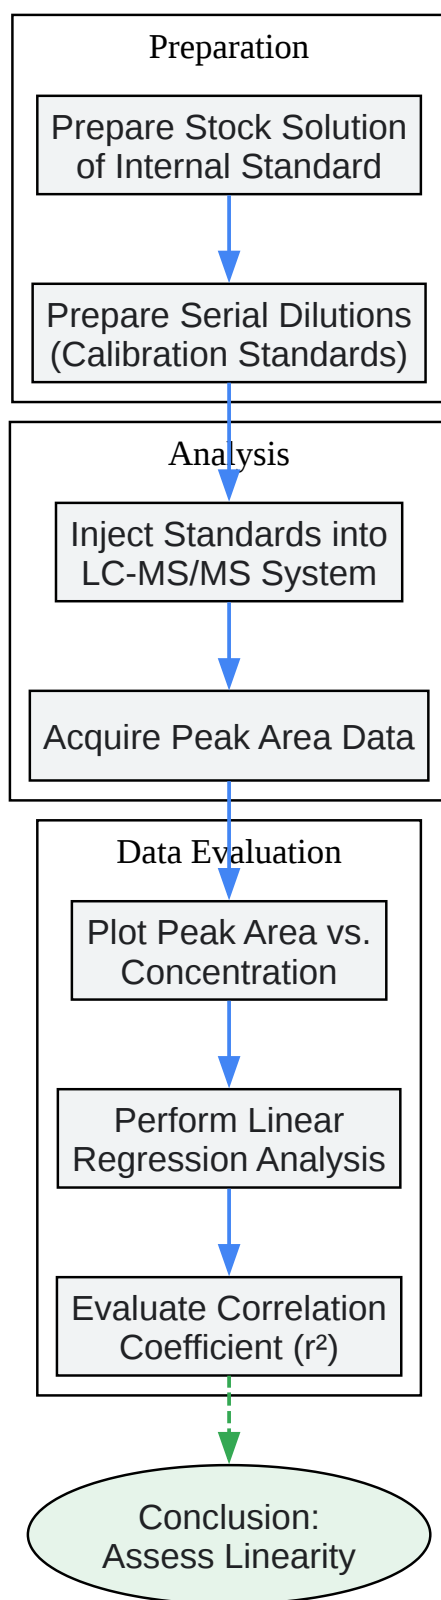 Preparation
Prepare Stock Solution
of Internal Standard
Prepare Serial Dilutions
(Calibration Standards)
Analysis
Inject Standards into
LC-MS/MS System
Acquire Peak Area Data
Data Evaluation
Plot Peak Area vs.
Concentration
Perform Linear
Regression Analysis
Evaluate Correlation
Coefficient (r²)
Conclusion:
Assess Linearity